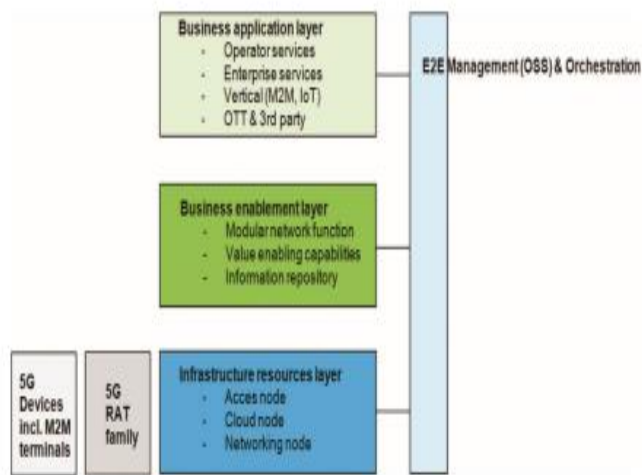 Business application layer
- Operator services
- Enterprise services
- Vertical (M2M, IoT)
- OTT & 3rd party
E2E Management (OSS) & Orchestration
Business enablement layer
- Modular network function
- Value enabling capabilities
- Information repository
5G
Devices
incl. M2M
terminals
5G
RAT
family
Infrastructure resources layer
- Acces node
- Cloud node
- Networking node